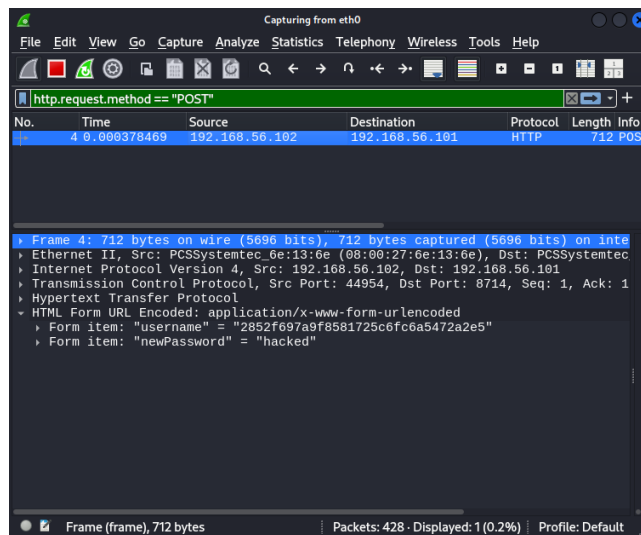 Capturing from eth0
File Edit View Go Capture Analyze Statistics Telephony Wireless Tools Help
http.request.method == "POST"
No. Time Source Destination Protocol Length Info
4 0.000378469 192.168.56.102 192.168.56.101 HTTP 712 POS
Frame 4: 712 bytes on wire (5696 bits), 712 bytes captured (5696 bits) on inte
Ethernet II, Src: PCSSystemtec_6e:13:6e (08:00:27:6e:13:6e), Dst: PCSSystemtec_
Internet Protocol Version 4, Src: 192.168.56.102, Dst: 192.168.56.101
Transmission Control Protocol, Src Port: 44954, Dst Port: 8714, Seq: 1, Ack: 1
Hypertext Transfer Protocol
HTML Form URL Encoded: application/x-www-form-urlencoded
Form item: "username" = "2852f697a9f8581725c6fc6a5472a2e5"
Form item: "newPassword" = "hacked"
Frame (frame), 712 bytes Packets: 428 · Displayed: 1 (0.2%) Profile: Default